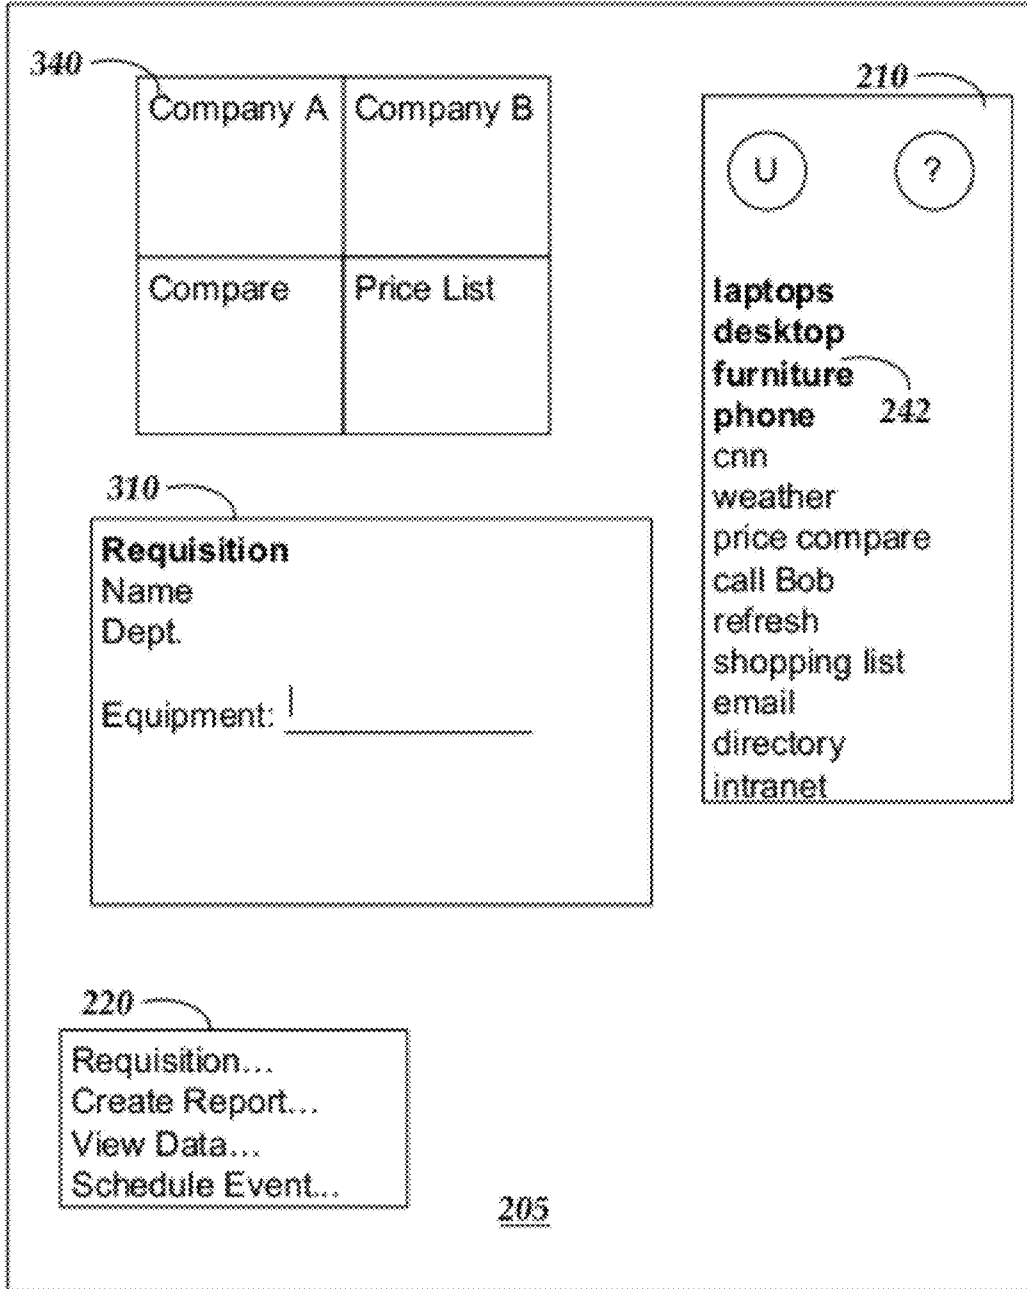 340
Company A
Company B
Compare
Price List
210
U
?
laptops
desktop
furniture
phone
242
cnn
weather
price compare
call Bob
refresh
shopping list
email
directory
intranet
310
Requisition
Name
Dept.
Equipment:
220
Requisition...
Create Report...
View Data...
Schedule Event...
205